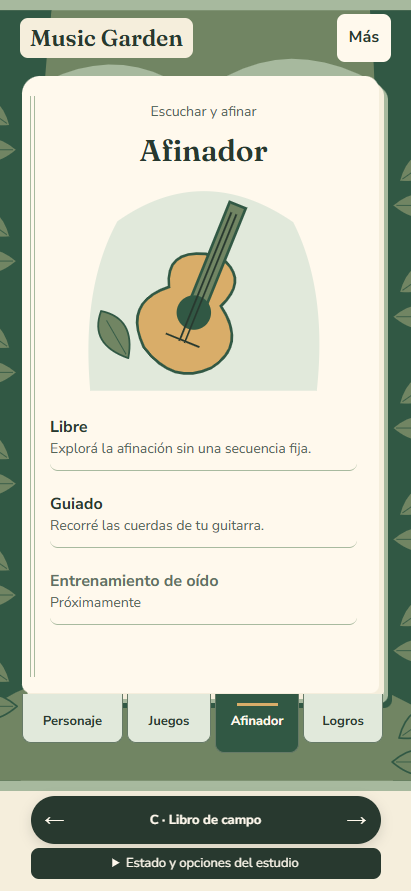 Music Garden
Más
Escuchar y afinar
Afinador
Libre
Explorá la afinación sin una secuencia fija.
Guiado
Recorré las cuerdas de tu guitarra.
Entrenamiento de oído
Próximamente
Personaje
Juegos
Afinador
Logros
← C · Libro de campo →
▶ Estado y opciones del estudio